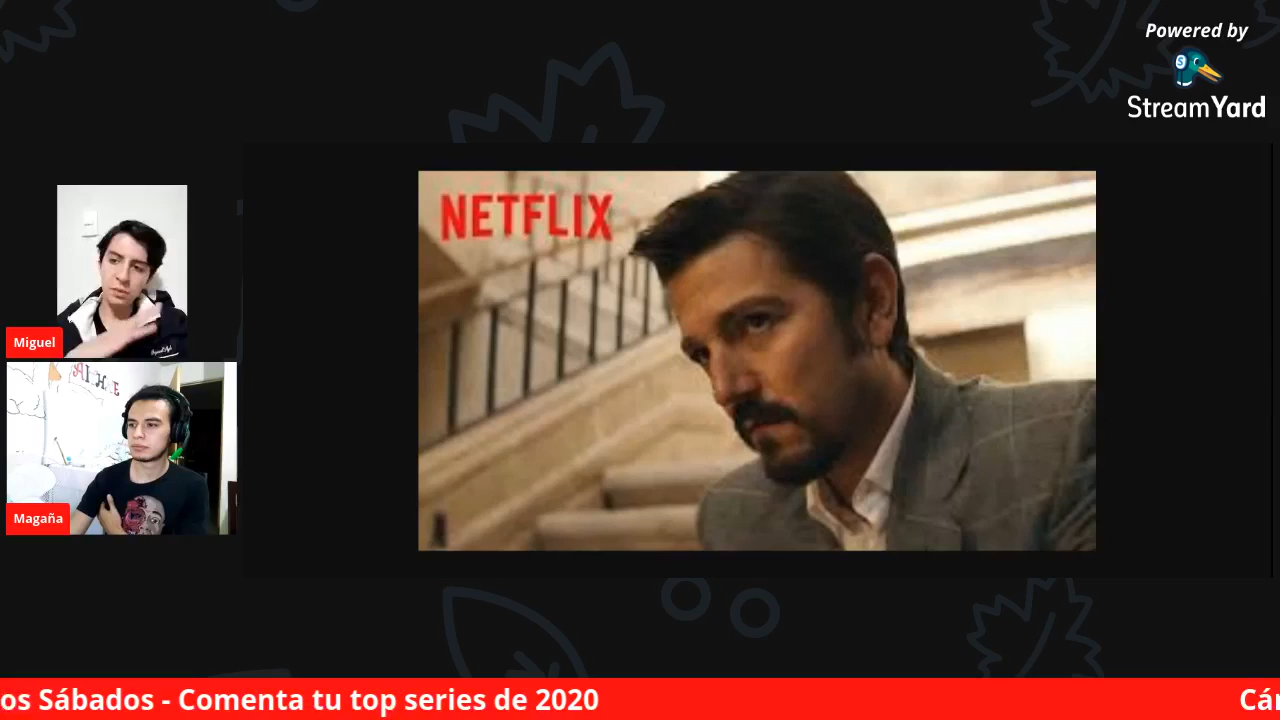 Powered by
StreamYard
NETFLIX
Miguel
Magaña
os Sábados - Comenta tu top series de 2020
Cár